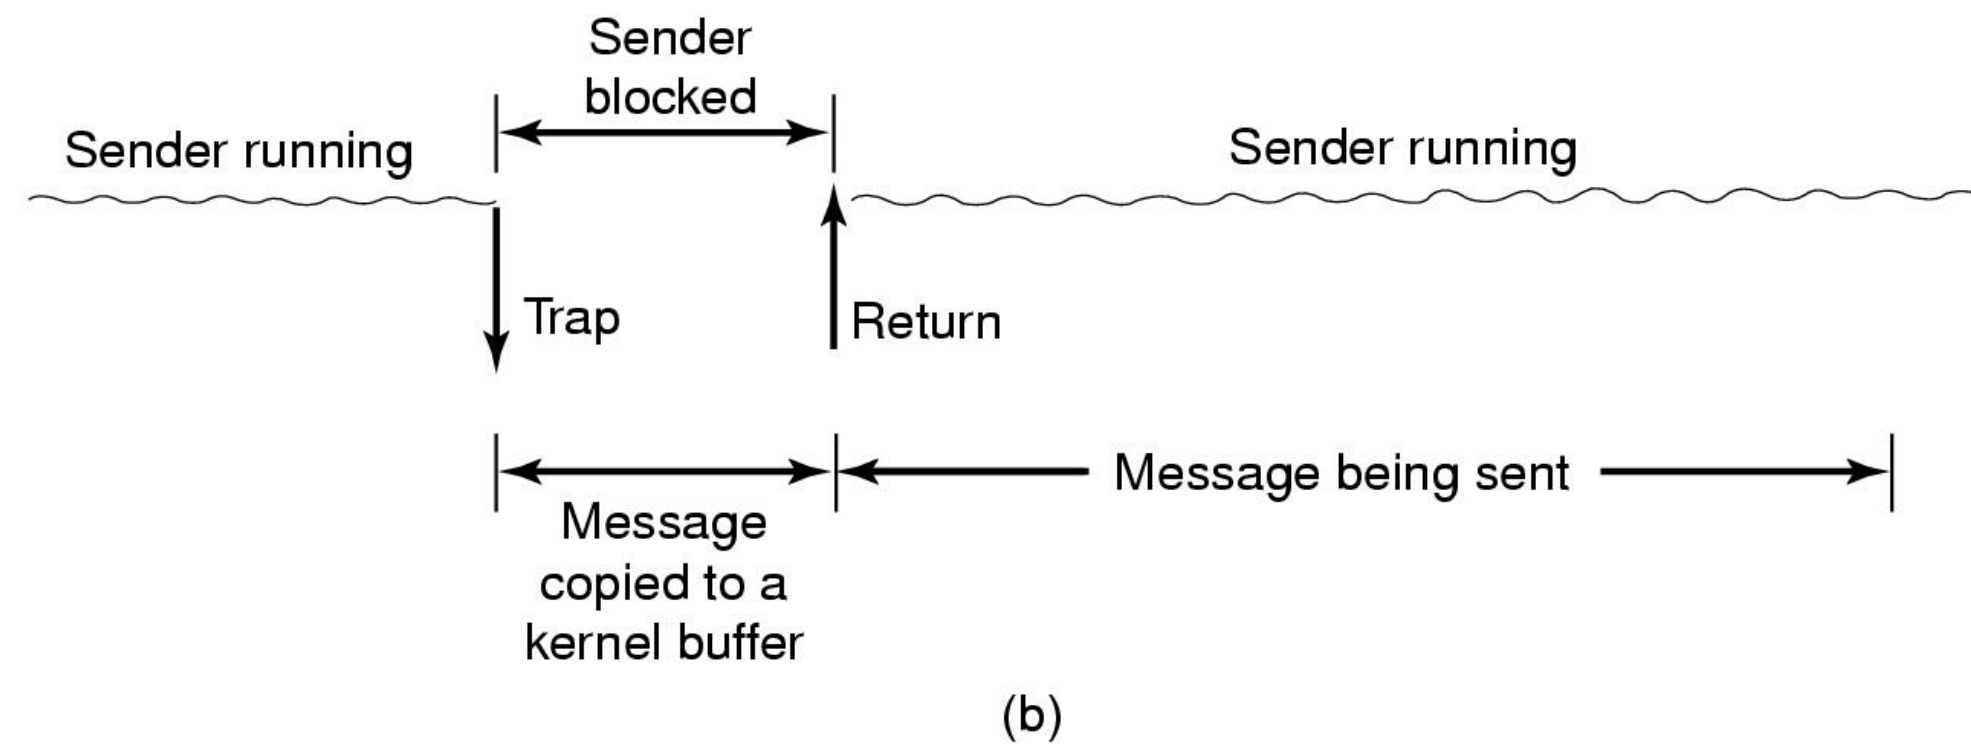 Sender
blocked
Sender running
Sender running
Trap
Return
Message being sent
Message
copied to a
kernel buffer
(b)